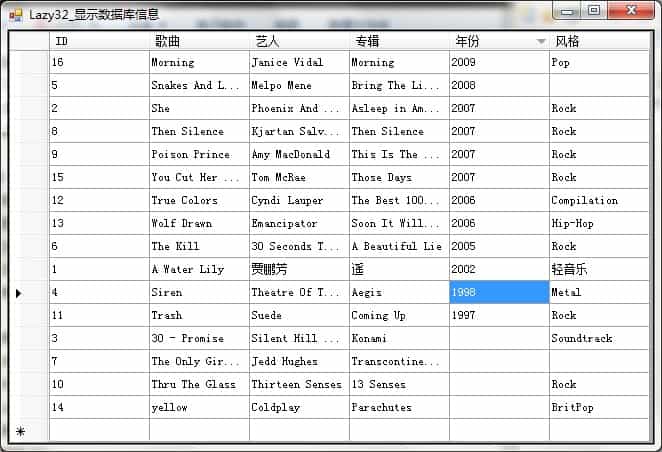 Lazy32_显示数据库信息
ID 歌曲 艺人 专辑 年份 风格
16 Morning Janice Vidal Morning 2009 Pop
5 Snakes And L... Melpo Mene Bring The Li... 2008
2 She Phoenix And ... Asleep in Am... 2007 Rock
8 Then Silence Kjartan Salv... Then Silence 2007 Rock
9 Poison Prince Amy MacDonald This Is The ... 2007 Rock
15 You Cut Her ... Tom McRae Those Days 2007 Rock
12 True Colors Cyndi Lauper The Best 100... 2006 Compilation
13 Wolf Drawn Emancipator Soon It Will... 2006 Hip-Hop
6 The Kill 30 Seconds T... A Beautiful Lie 2005 Rock
1 A Water Lily 贾鹏芳 遥 2002 轻音乐
4 Siren Theatre Of T... Aegis 1998 Metal
11 Trash Suede Coming Up 1997 Rock
3 30 - Promise Silent Hill ... Konami Soundtrack
7 The Only Gir... Jedd Hughes Transcontine...
10 Thru The Glass Thirteen Senses 13 Senses Rock
14 yellow Coldplay Parachutes BritPop